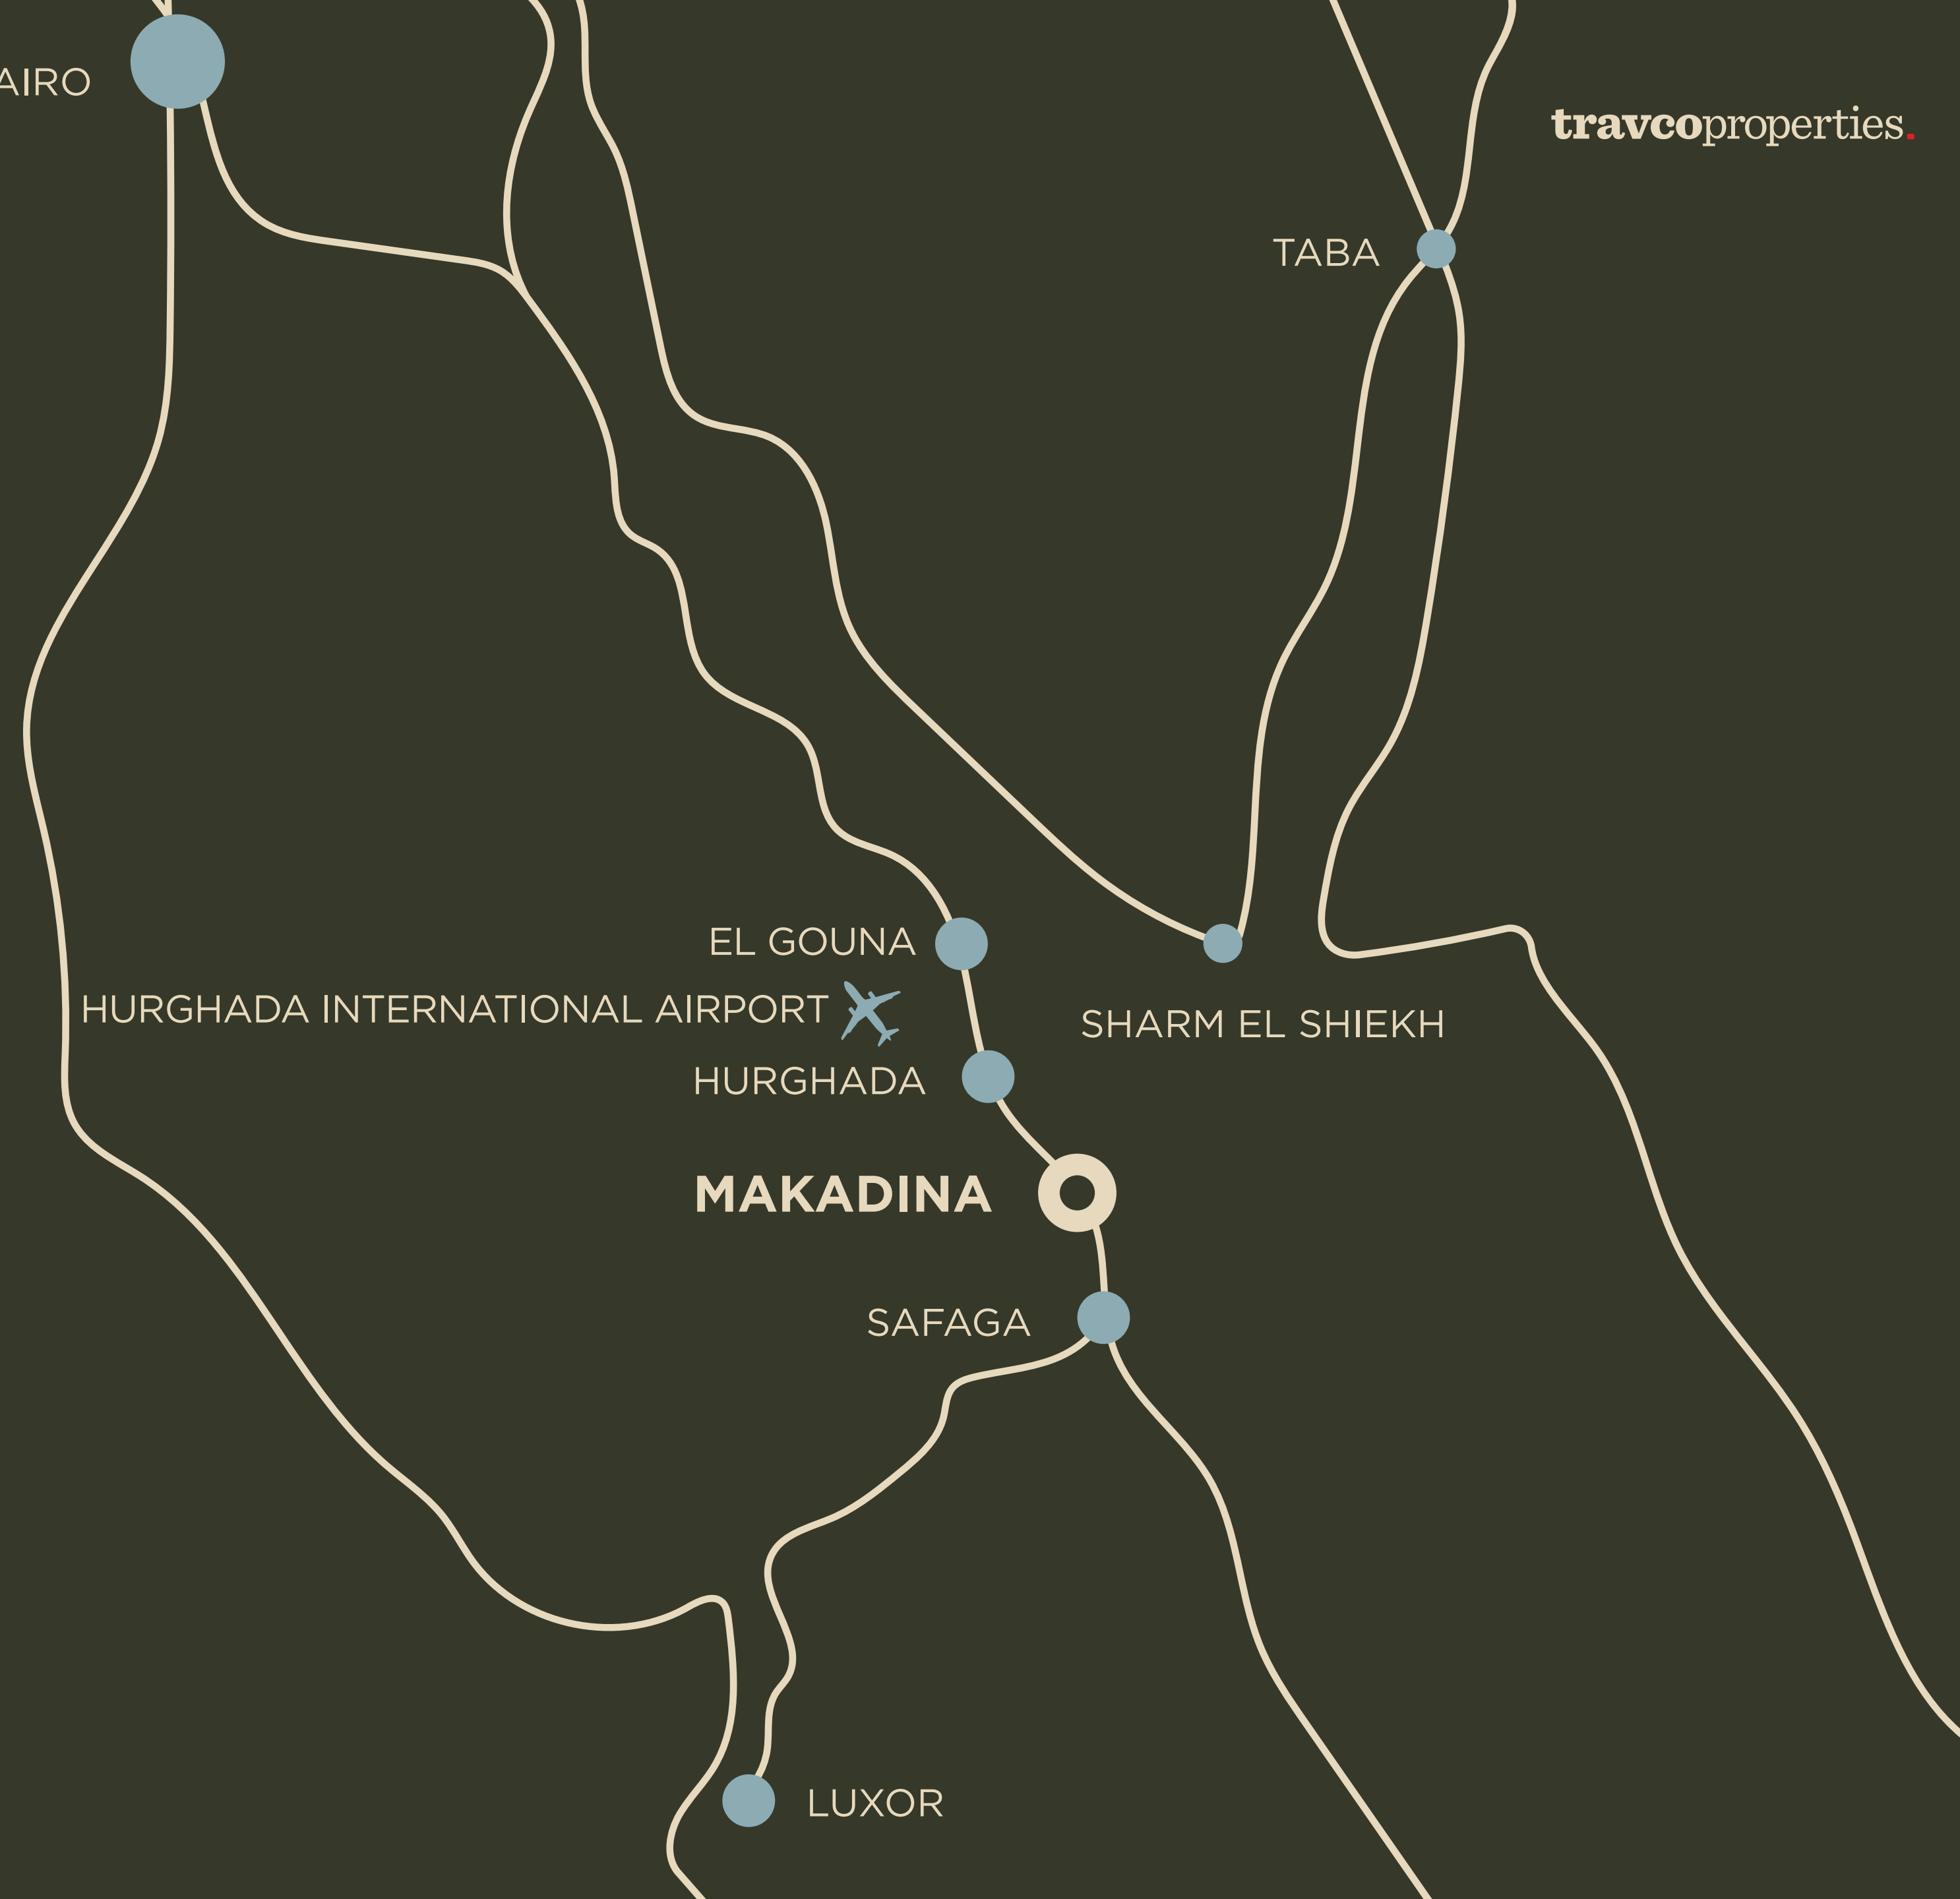 AIRO
travcoproperties.
TABA
EL GOUNA
HURGHADA INTERNATIONAL AIRPORT
SHARM EL SHIEKH
HURGHADA
MAKADINA
SAFAGA
LUXOR